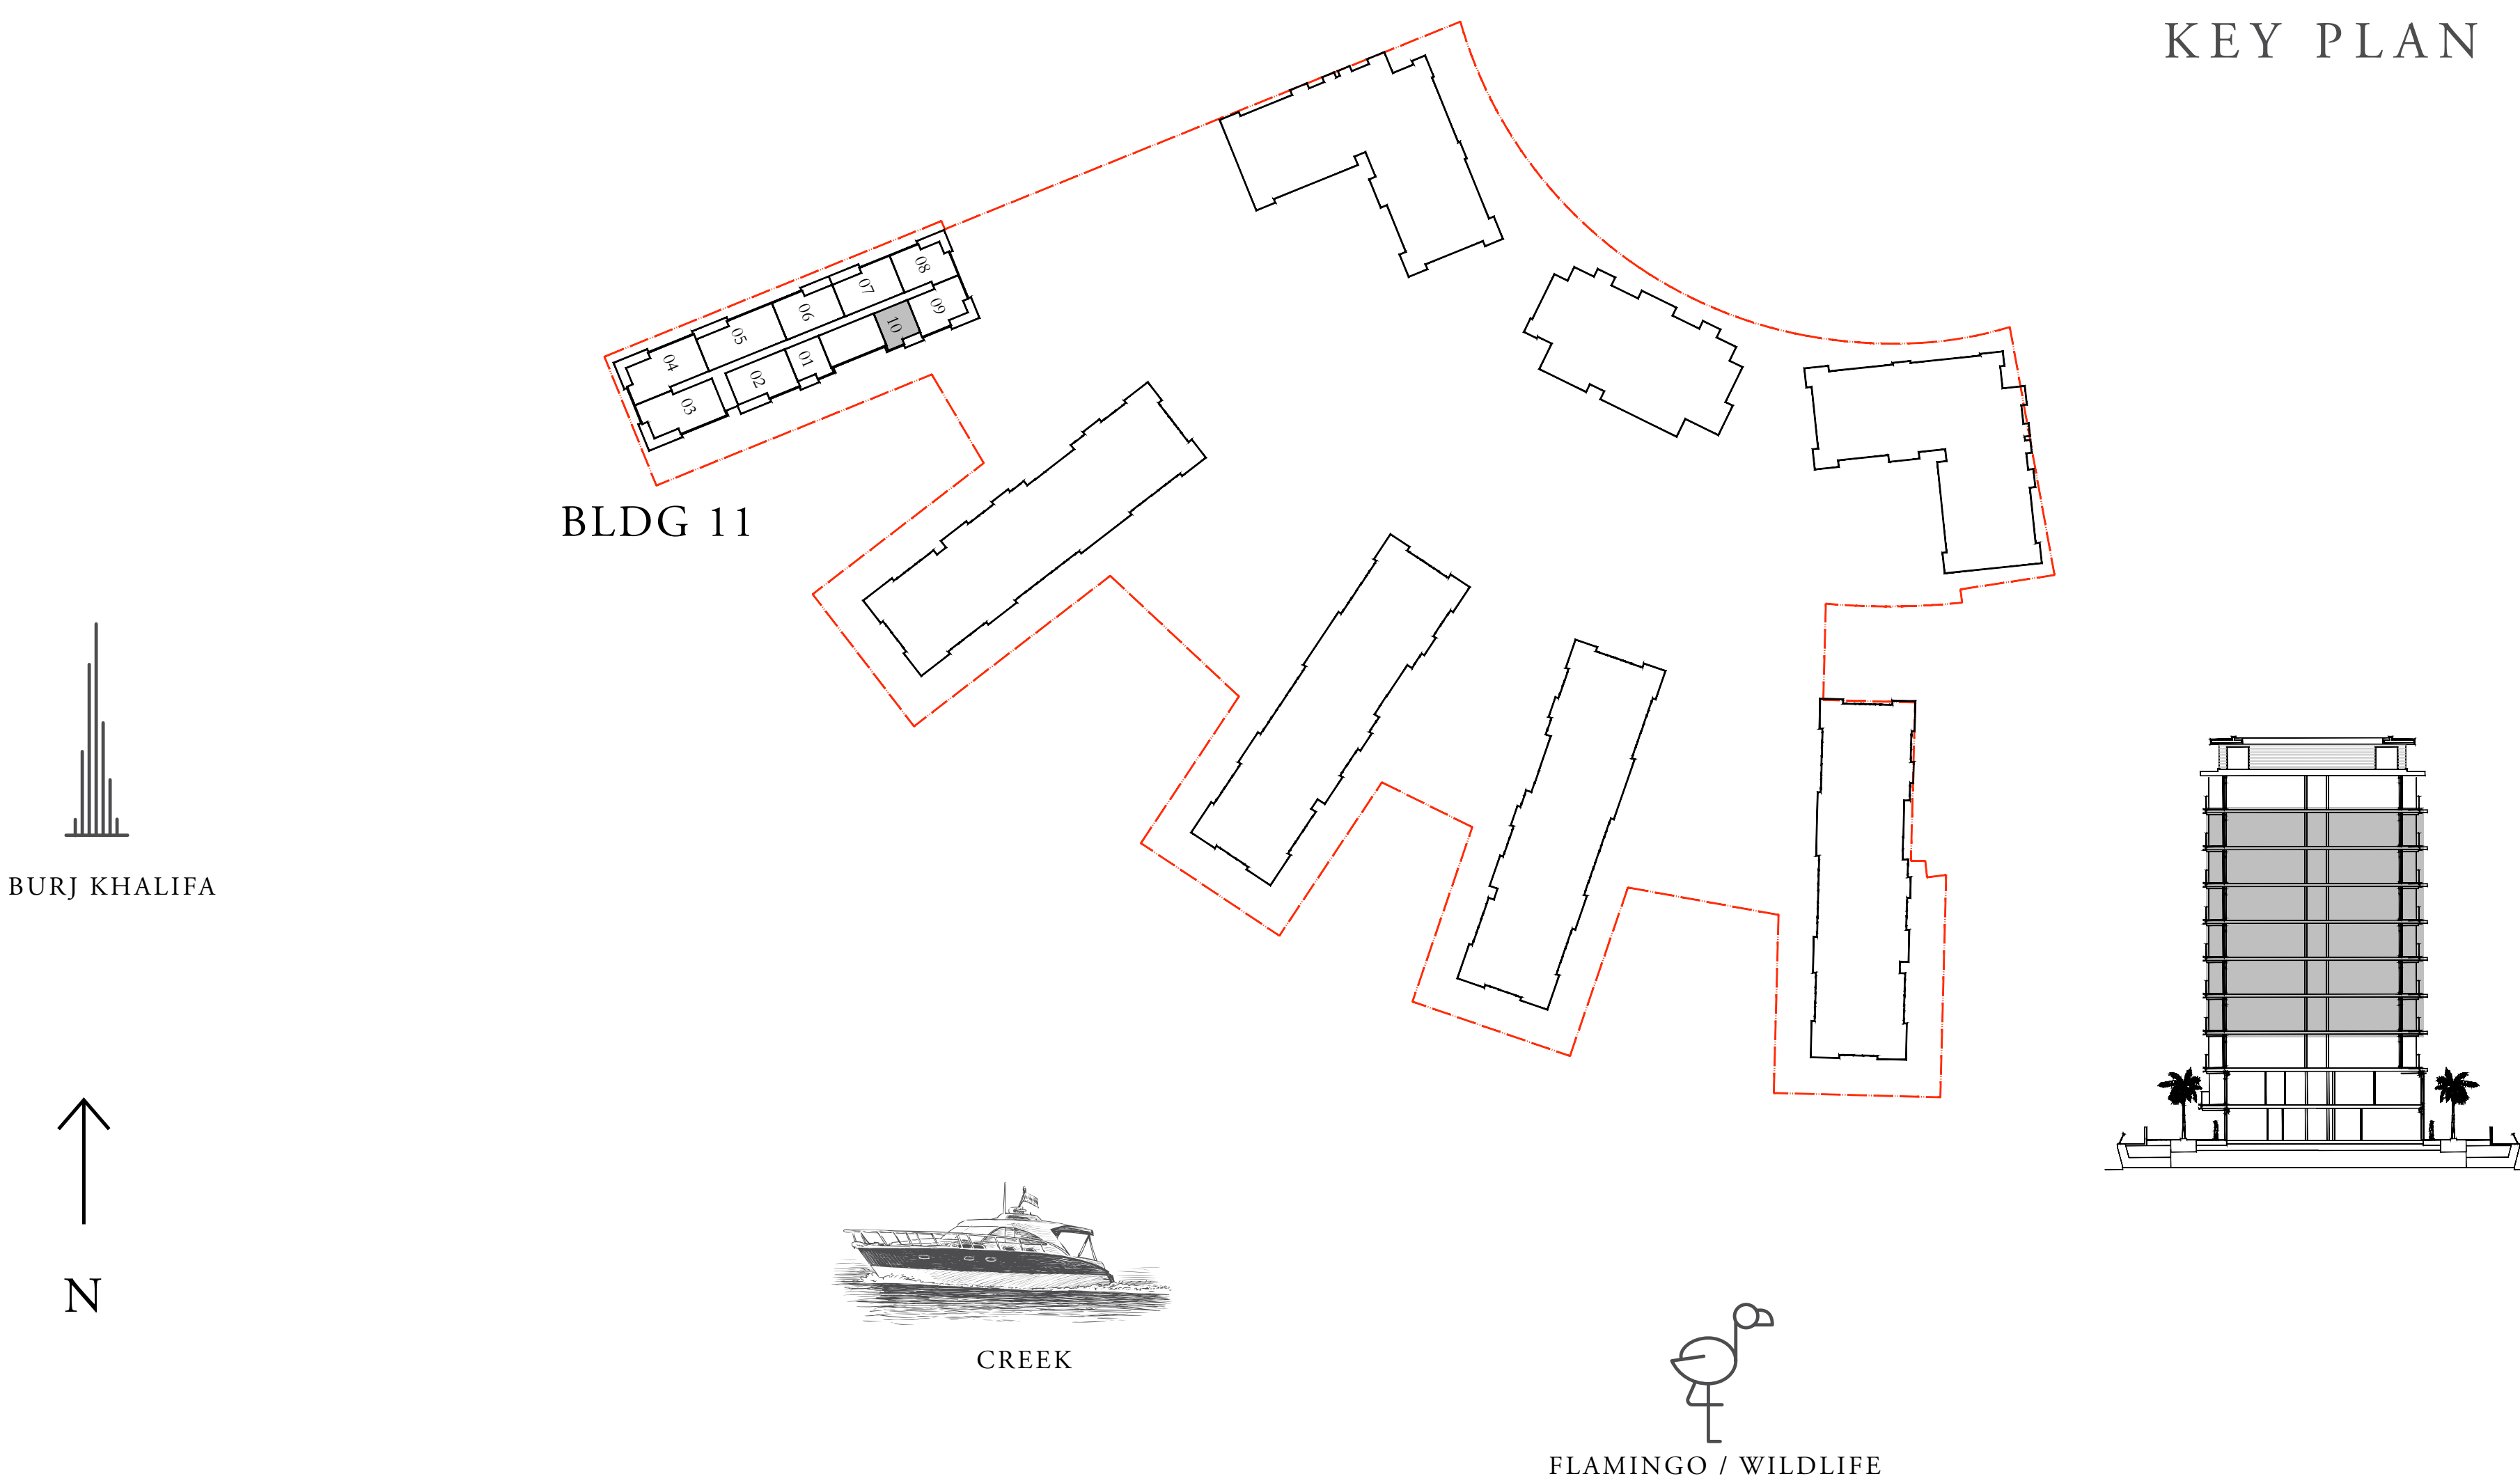 KEY PLAN
08
07
09
06
10
05
01
04
02
03
BLDG 11
BURJ KHALIFA
N
CREEK
FLAMINGO / WILDLIFE